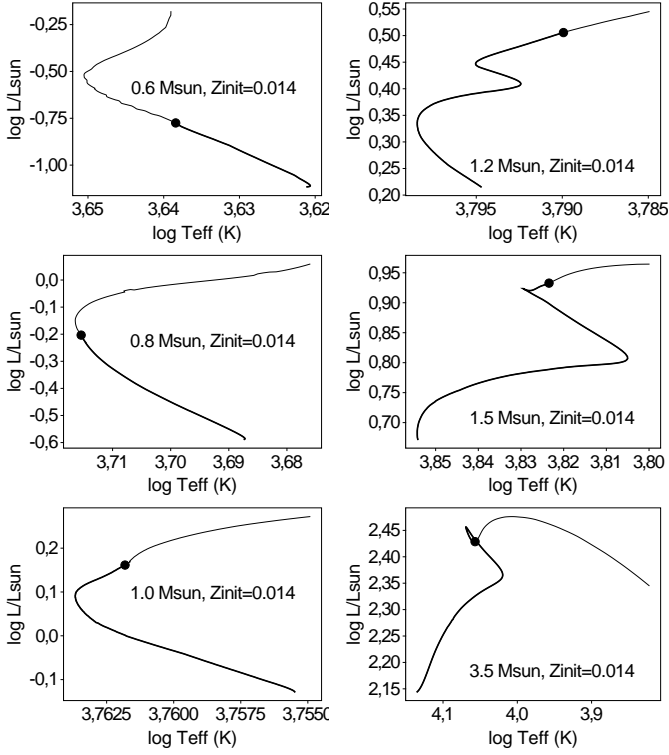 -0,25
-0,50
-0,75
-1,00
log L/Lsun
0.6 Msun, Zinit=0.014
3,65 3,64 3,63 3,62
log Teff (K)
0,55
0,50
0,45
0,40
0,35
0,30
0,25
0,20
log L/Lsun
1.2 Msun, Zinit=0.014
3,795 3,790 3,785
log Teff (K)
0,0
-0,1
-0,2
-0,3
-0,4
-0,5
-0,6
log L/Lsun
0.8 Msun, Zinit=0.014
3,71 3,70 3,69 3,68
log Teff (K)
0,95
0,90
0,85
0,80
0,75
0,70
log L/Lsun
1.5 Msun, Zinit=0.014
3,85 3,84 3,83 3,82 3,81 3,80
log Teff (K)
0,2
0,1
0,0
-0,1
log L/Lsun
1.0 Msun, Zinit=0.014
3,7625 3,7600 3,7575 3,7550
log Teff (K)
2,45
2,40
2,35
2,30
2,25
2,20
2,15
log L/Lsun
3.5 Msun, Zinit=0.014
4,1 4,0 3,9
log Teff (K)